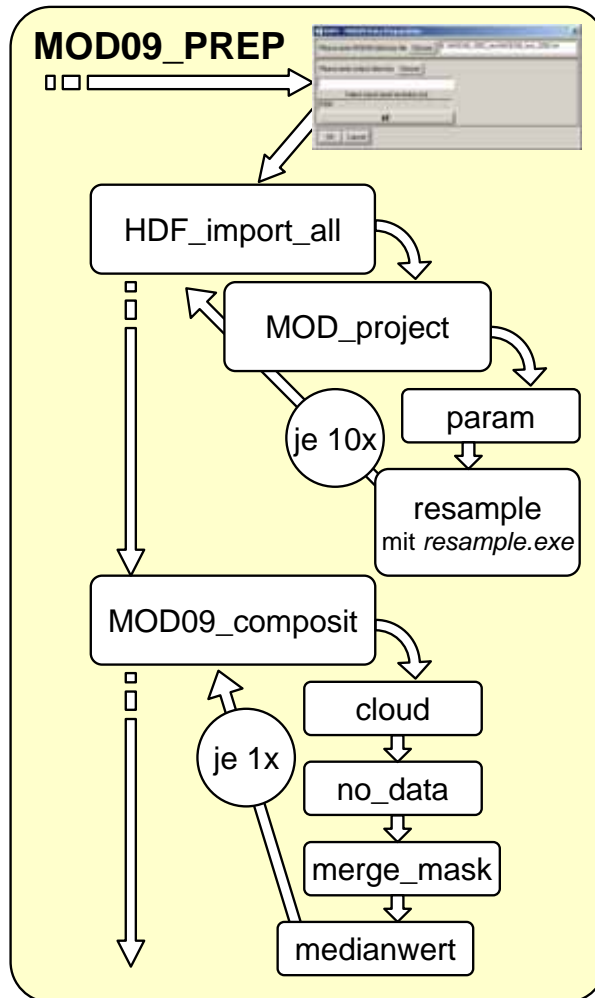 MOD09_PREP
HDF_import_all
MOD_project
param
je 10x
resample
mit resample.exe
MOD09_composit
cloud
je 1x
no_data
merge_mask
medianwert